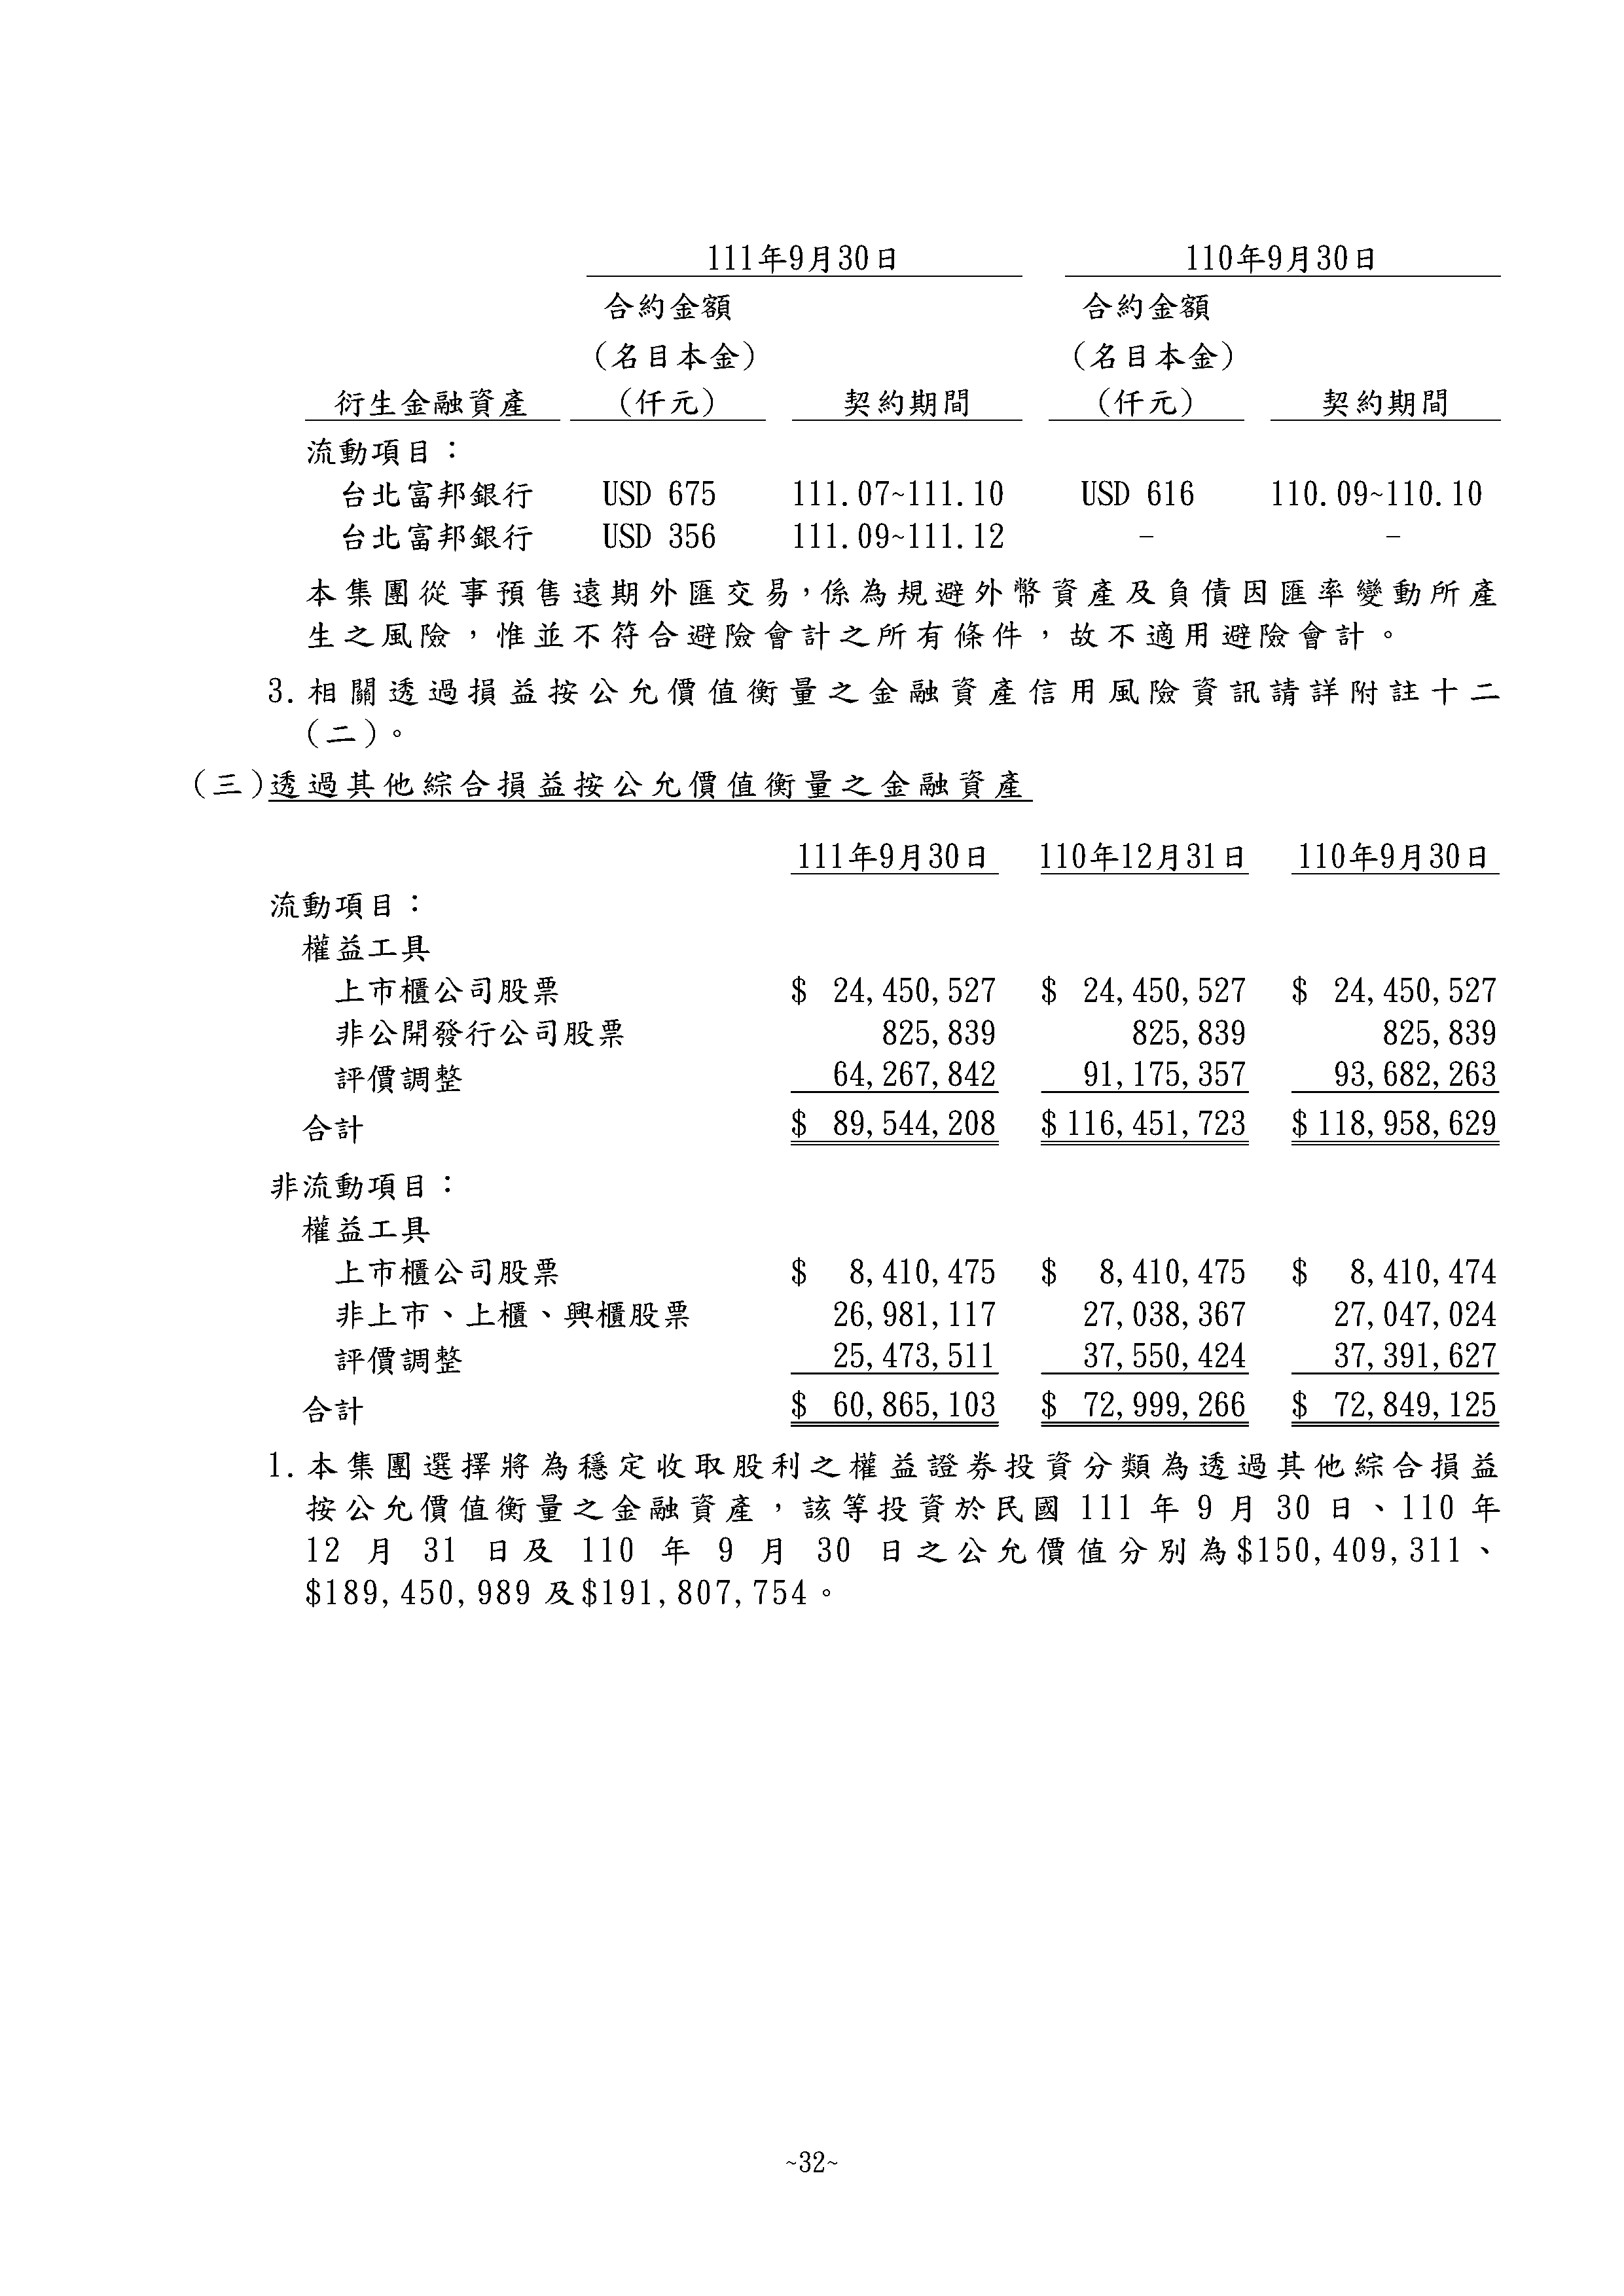 111年9月30日 110年9月30日
合約金額 合約金額
(名目本金) (名目本金)
衍生金融資產 (仟元) 契約期間 (仟元) 契約期間
流動項目：
台北富邦銀行 USD 675 111.07~111.10 USD 616 110.09~110.10
台北富邦銀行 USD 356 111.09~111.12 - -
本集團從事預售遠期外匯交易，係為規避外幣資產及負債因匯率變動所產
生之風險，惟並不符合避險會計之所有條件，故不適用避險會計。
3.相關透過損益按公允價值衡量之金融資產信用風險資訊請詳附註十二
(二)。
(三)透過其他綜合損益按公允價值衡量之金融資產
111年9月30日 110年12月31日 110年9月30日
流動項目：
權益工具
上市櫃公司股票 $ 24,450,527 $ 24,450,527 $ 24,450,527
非公開發行公司股票 825,839 825,839 825,839
評價調整 64,267,842 91,175,357 93,682,263
合計 $ 89,544,208 $ 116,451,723 $ 118,958,629
非流動項目：
權益工具
上市櫃公司股票 $ 8,410,475 $ 8,410,475 $ 8,410,474
非上市、上櫃、興櫃股票 26,981,117 27,038,367 27,047,024
評價調整 25,473,511 37,550,424 37,391,627
合計 $ 60,865,103 $ 72,999,266 $ 72,849,125
1.本集團選擇將為穩定收取股利之權益證券投資分類為透過其他綜合損益
按公允價值衡量之金融資產，該等投資於民國 111 年 9 月 30 日、110 年
12 月 31 日及 110 年 9 月 30 日之公允價值分別為$150,409,311、
$189,450,989 及$191,807,754。
~32~